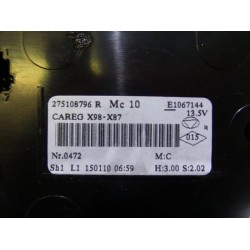 275108796 R Mc 10 E1067144
CAREG X98-X87 13.5V
R
015
Nr.0472 M:C
Sh1 L1 150110 06:59 H:3.00 S:2.02